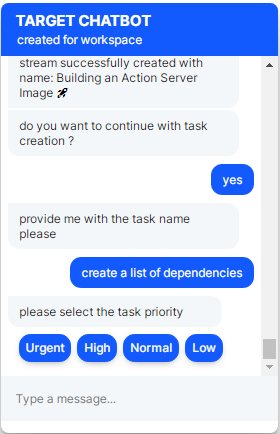 TARGET CHATBOT
created for workspace
stream successfully created with
name: Building an Action Server
Image 🚀
do you want to continue with task
creation ?
yes
provide me with the task name
please
create a list of dependencies
please select the task priority
Urgent High Normal Low
Type a message...